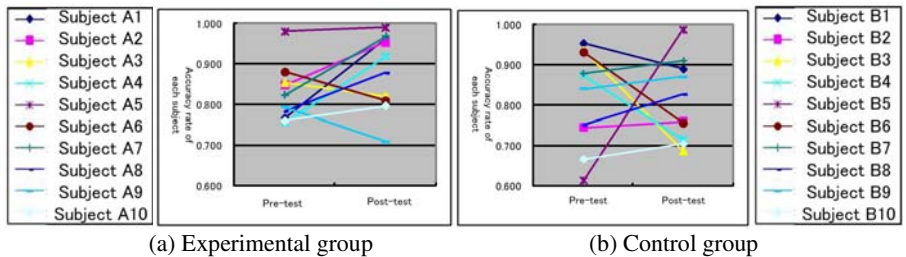 Subject A1
Subject A2
Subject A3
Subject A4
Subject A5
Subject A6
Subject A7
Subject A8
Subject A9
Subject A10
Accuracy rate of
each subject
1.000
0.900
0.800
0.700
0.600
Pre-test
Post-test
(a) Experimental group
Accuracy rate of
each subject
1.000
0.900
0.800
0.700
0.600
Pre-test
Post-test
(b) Control group
Subject B1
Subject B2
Subject B3
Subject B4
Subject B5
Subject B6
Subject B7
Subject B8
Subject B9
Subject B10